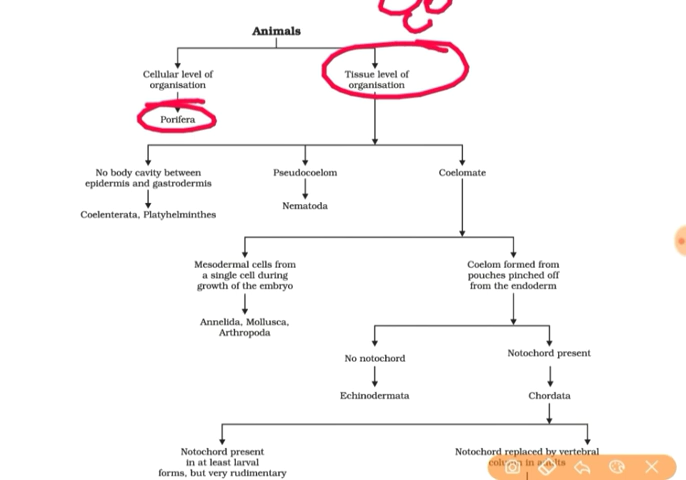 Animals
Cellular level of
organisation
Tissue level of
organisation
Porifera
No body cavity between
epidermis and gastrodermis
Pseudocoelom
Coelomate
Coelenterata, Platyhelminthes
Nematoda
Mesodermal cells from
a single cell during
growth of the embryo
Coelom formed from
pouches pinched off
from the endoderm
Annelida, Mollusca,
Arthropoda
No notochord
Notochord present
Echinodermata
Chordata
Notochord present
in at least larval
forms, but very rudimentary
Notochord replaced by vertebral
column in adults